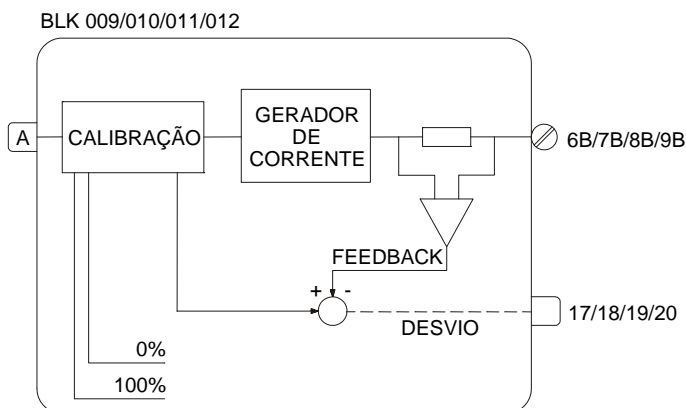 BLK 009/010/011/012
A
CALIBRAÇÃO
GERADOR
DE
CORRENTE
6B/7B/8B/9B
FEEDBACK
+ -
DESVIO
17/18/19/20
0%
100%